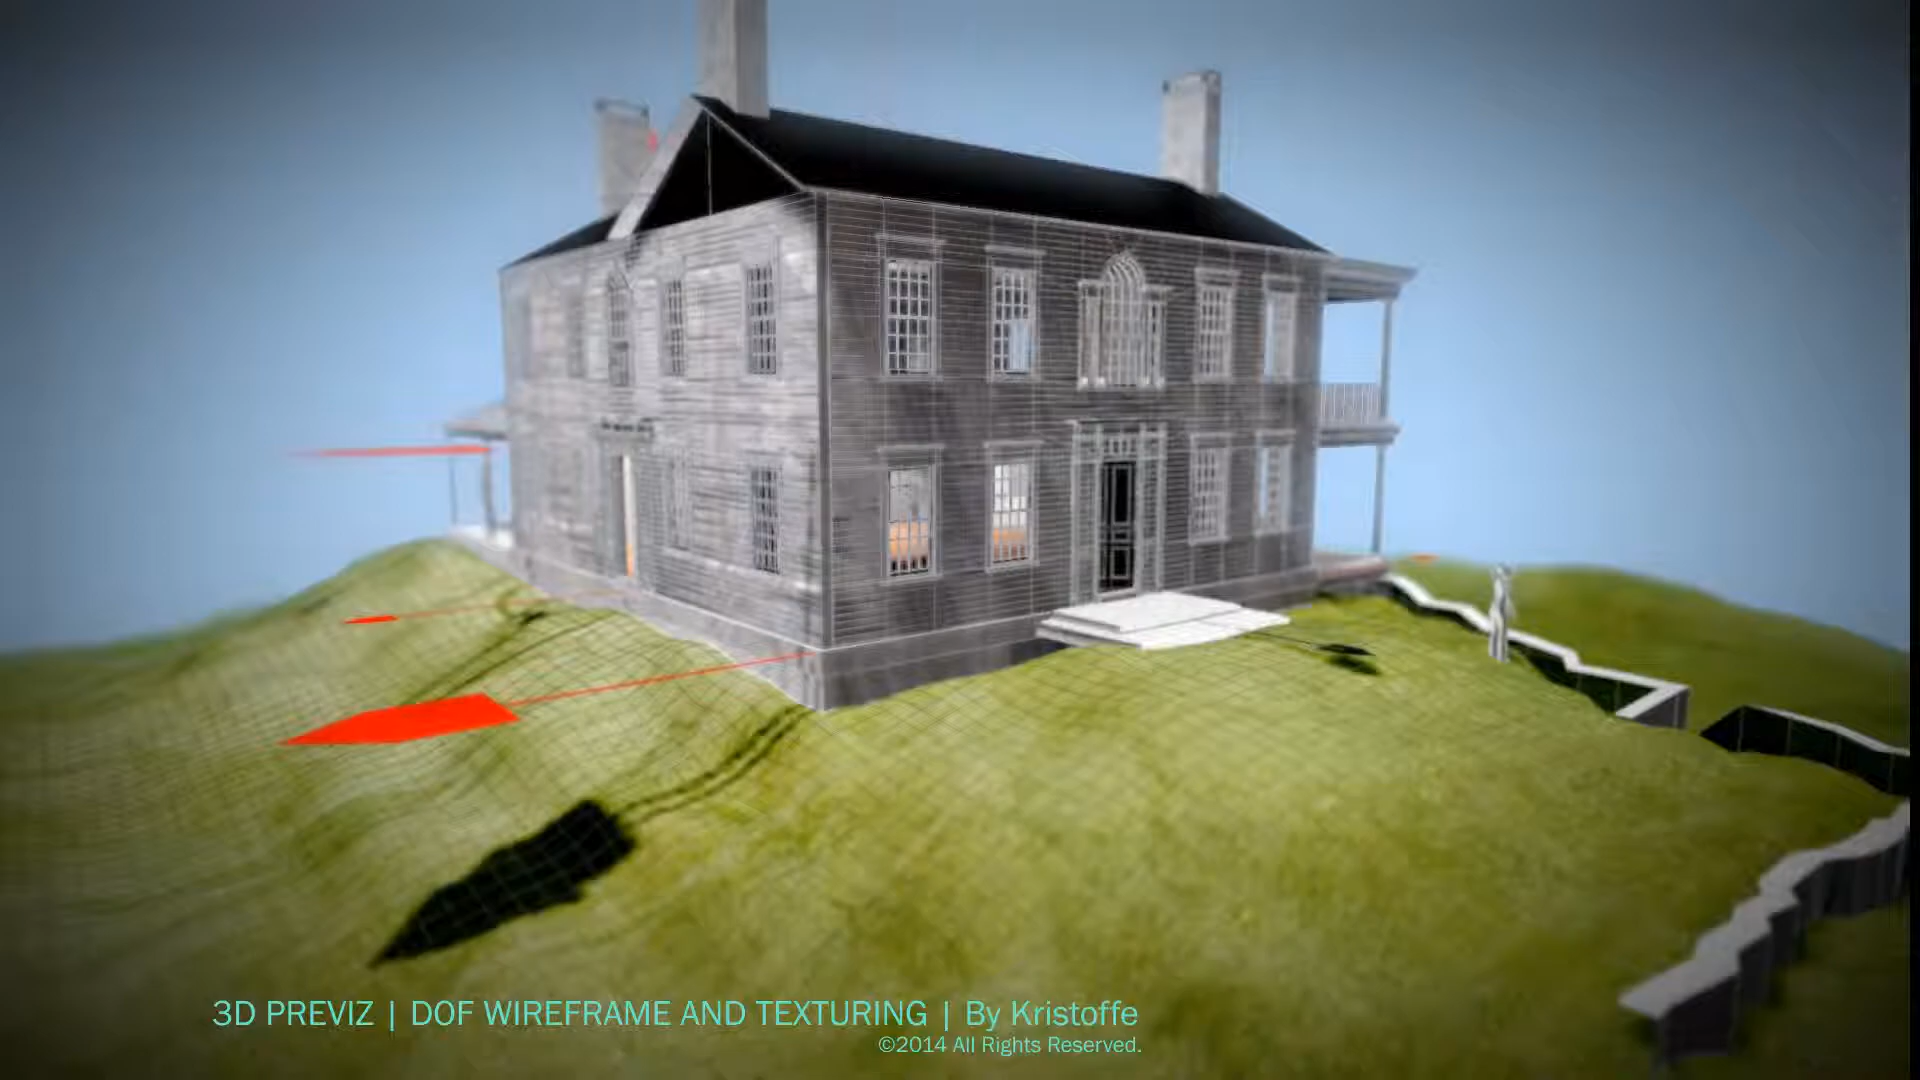 3D PREVIZ | DOF WIREFRAME AND TEXTURING | By Kristoffe
©2014 All Rights Reserved.